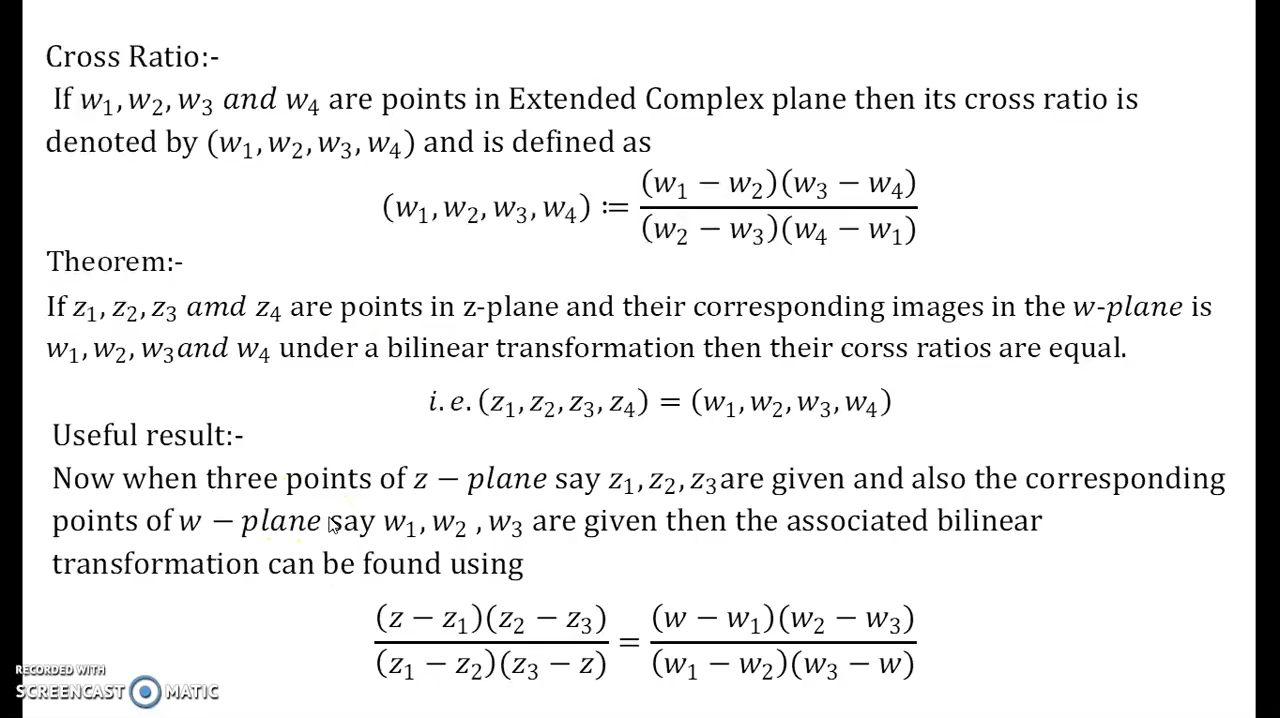 Cross Ratio:-
If w₁, w₂, w₃ and w₄ are points in Extended Complex plane then its cross ratio is
denoted by (w₁, w₂, w₃, w₄) and is defined as
(w₁, w₂, w₃, w₄) ≔ (w₁ − w₂)(w₃ − w₄) / (w₂ − w₃)(w₄ − w₁)
Theorem:-
If z₁, z₂, z₃ amd z₄ are points in z-plane and their corresponding images in the w-plane is
w₁, w₂, w₃and w₄ under a bilinear transformation then their corss ratios are equal.
i.e.(z₁, z₂, z₃, z₄) = (w₁, w₂, w₃, w₄)
Useful result:-
Now when three points of z − plane say z₁, z₂, z₃are given and also the corresponding
points of w − plane say w₁, w₂ , w₃ are given then the associated bilinear
transformation can be found using
(z − z₁)(z₂ − z₃) / (z₁ − z₂)(z₃ − z) = (w − w₁)(w₂ − w₃) / (w₁ − w₂)(w₃ − w)
RECORDED WITH
SCREENCAST MATIC